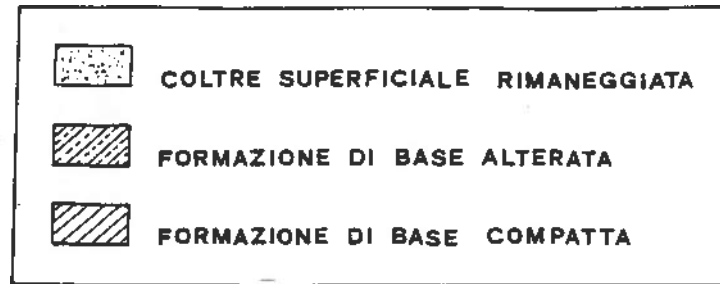 COLTRE SUPERFICIALE RIMANEGGIATA
FORMAZIONE DI BASE ALTERATA
FORMAZIONE DI BASE COMPATTA